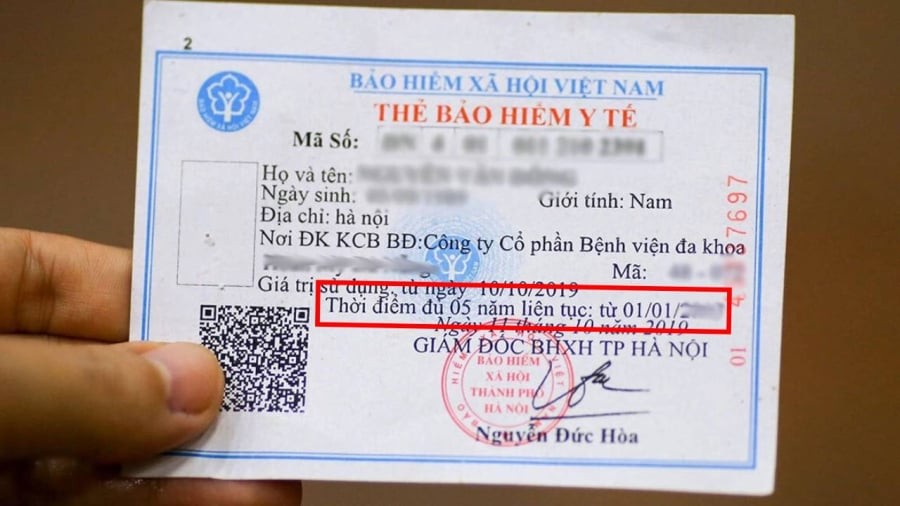 2
BẢO HIỂM XÃ HỘI VIỆT NAM
THẺ BẢO HIỂM Y TẾ
Mã Số:
Họ và tên:
Ngày sinh:
Giới tính: Nam
Địa chỉ: hà nội
Nơi ĐK KCB BĐ:Công ty Cổ phần Bệnh viện đa khoa
Mã:
Giá trị sử dụng, từ ngày 10/10/2019
Thời điểm đủ 05 năm liên tục: từ 01/01/
Ngày 11 tháng 10 năm 2019
GIÁM ĐỐC BHXH TP HÀ NỘI
BẢO HIỂM
XÃ HỘI
THÀNH PHỐ
HÀ NỘI
Nguyễn Đức Hòa